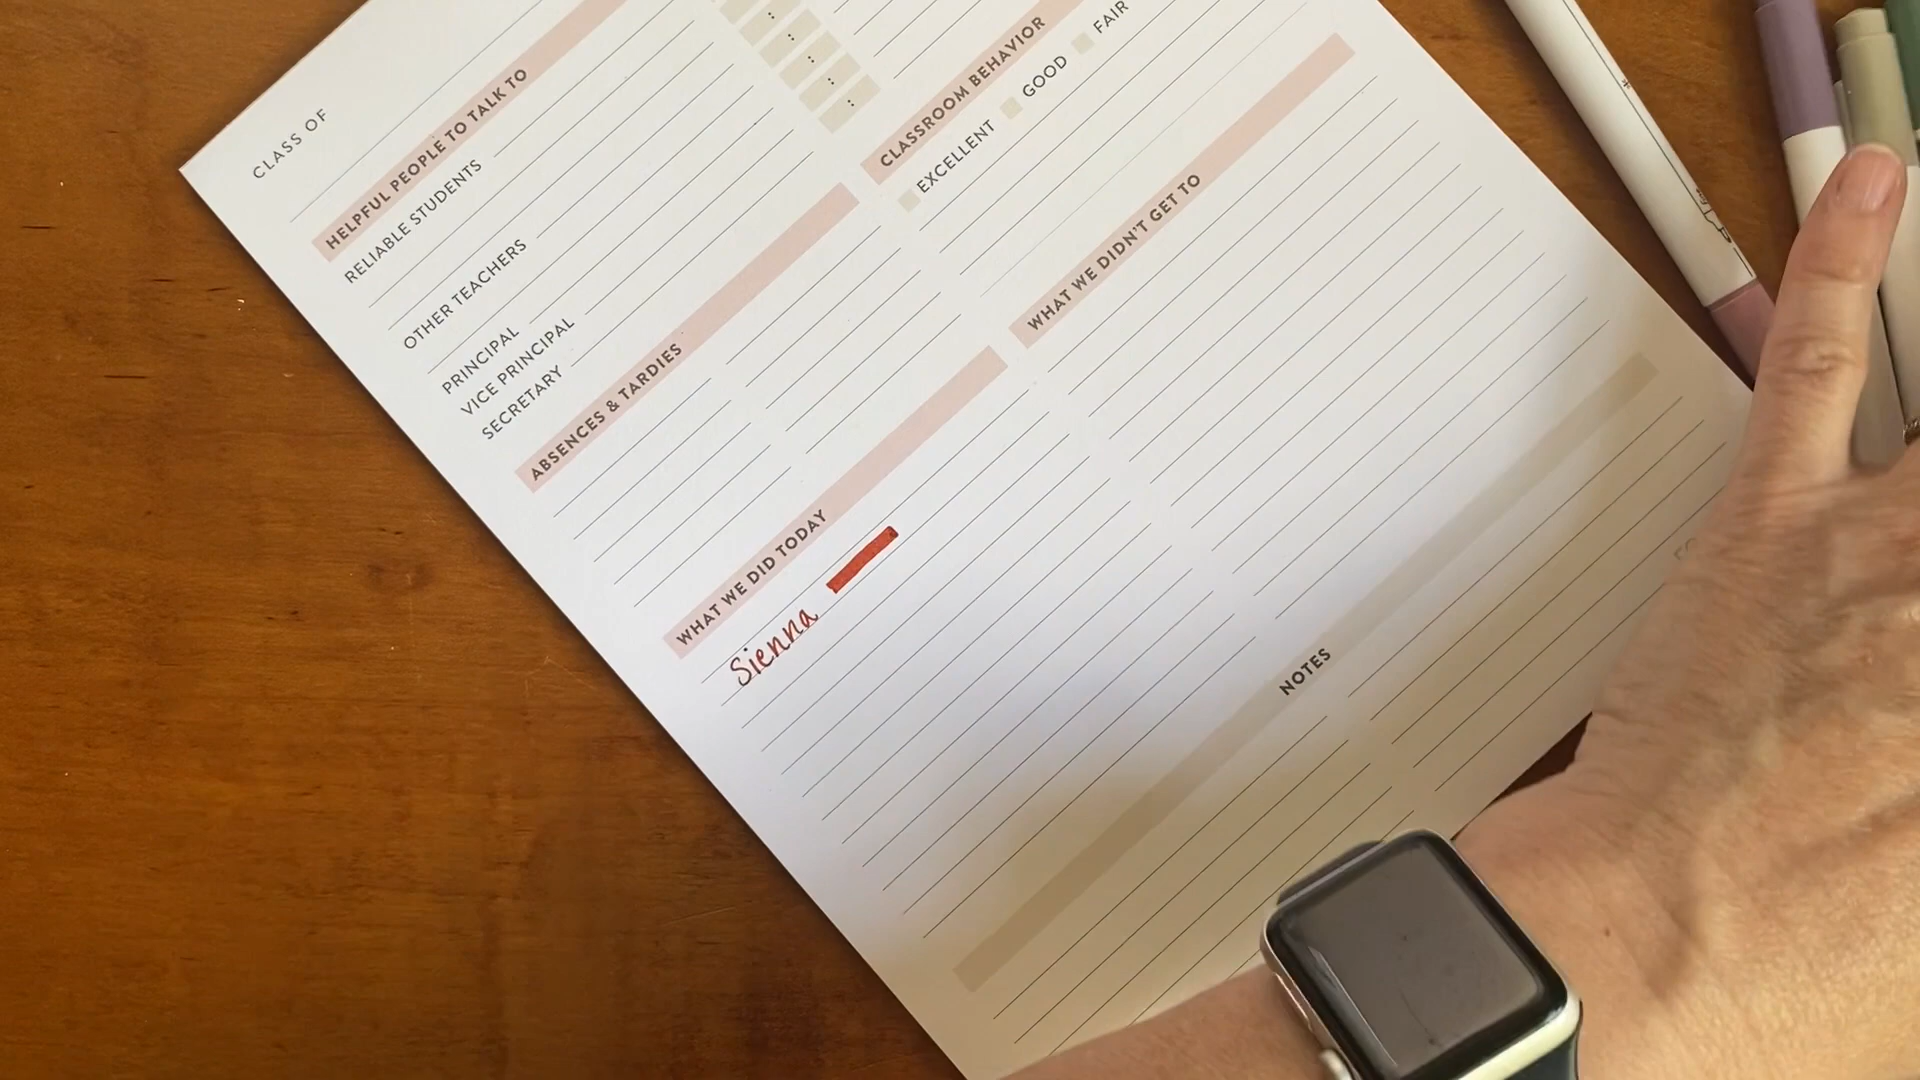 CLASS OF
HELPFUL PEOPLE TO TALK TO
RELIABLE STUDENTS
OTHER TEACHERS
PRINCIPAL
VICE PRINCIPAL
SECRETARY
ABSENCES & TARDIES
WHAT WE DID TODAY
Sienna
CLASSROOM BEHAVIOR
EXCELLENT GOOD FAIR
WHAT WE DIDN'T GET TO
NOTES